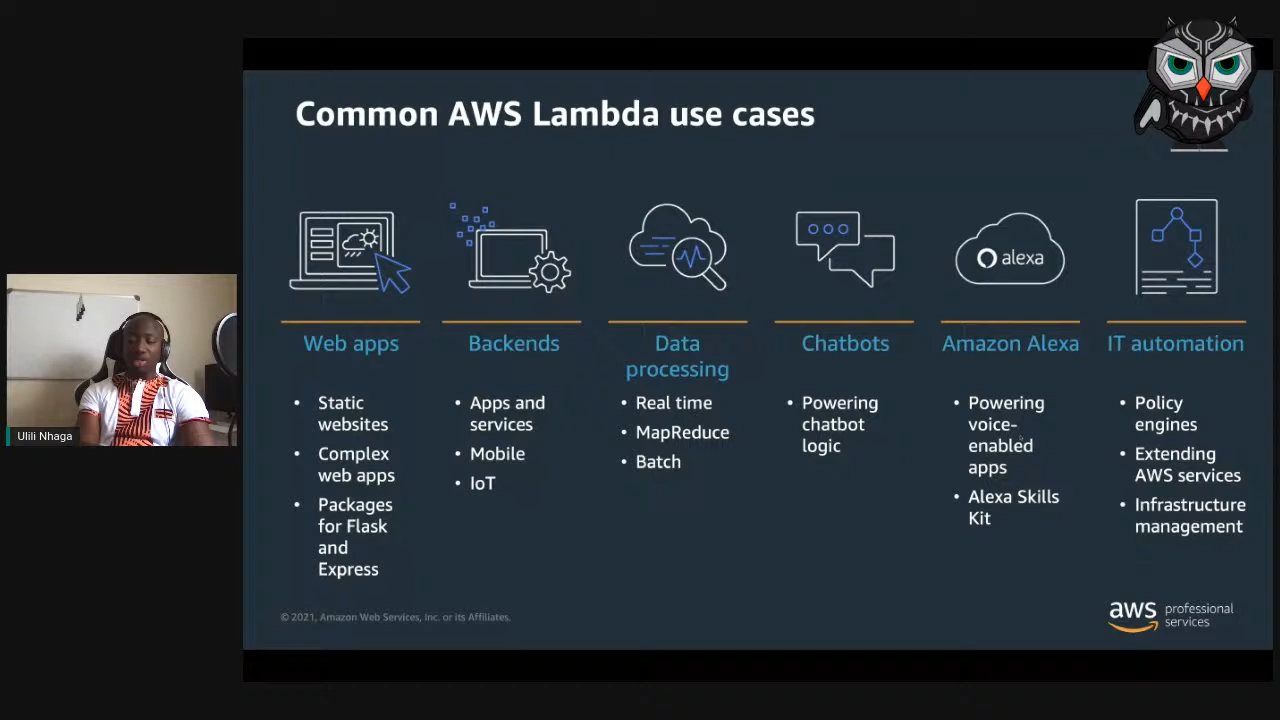 Common AWS Lambda use cases
alexa
Web apps
Static
websites
Complex
web apps
Packages
for Flask
and
Express
Backends
Apps and
services
Mobile
IoT
Data
processing
Real time
MapReduce
Batch
Chatbots
Powering
chatbot
logic
Amazon Alexa
Powering
voice-
enabled
apps
Alexa Skills
Kit
IT automation
Policy
engines
Extending
AWS services
Infrastructure
management
Ulili Nhaga
© 2021, Amazon Web Services, Inc. or its Affiliates.
aws professional
services